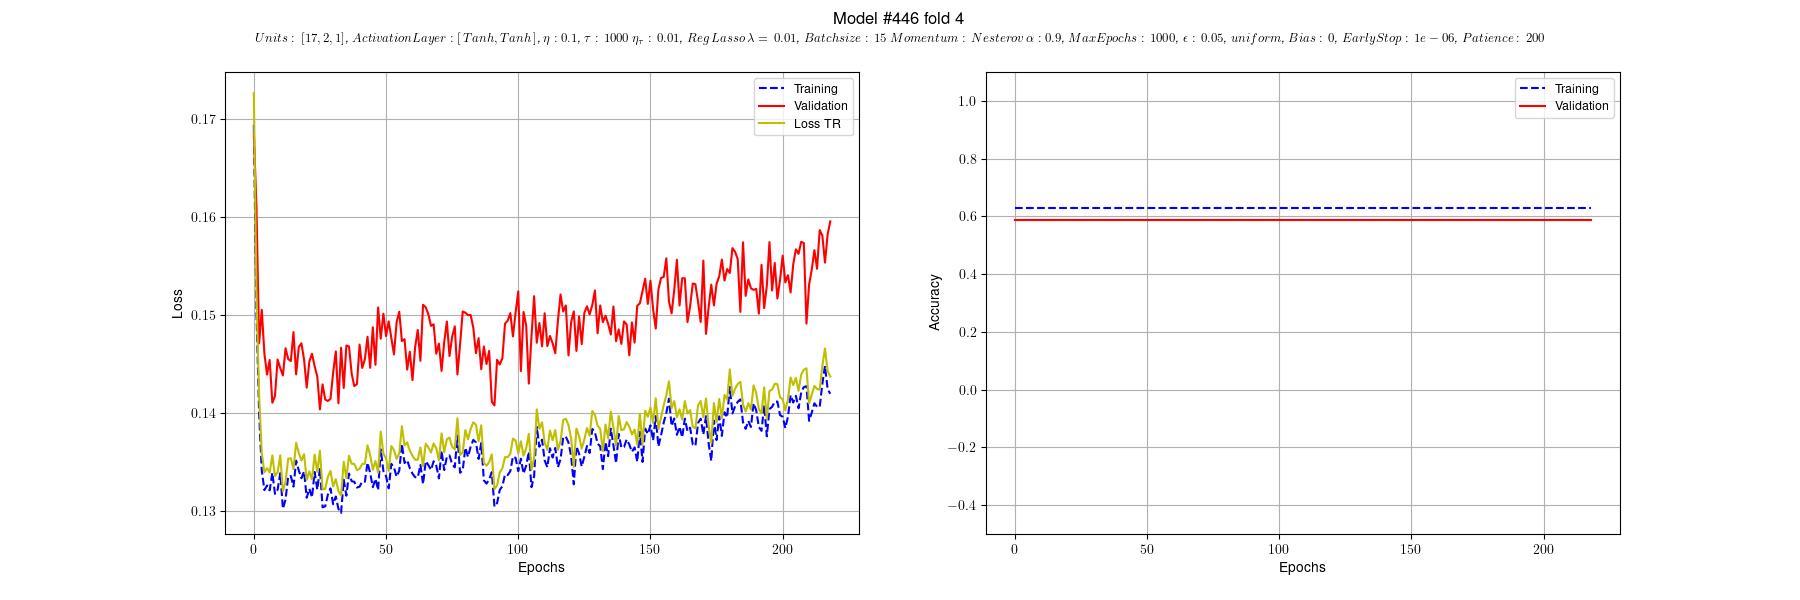 Model #446 fold 4
Units : [17, 2, 1], ActivationLayer : [Tanh, Tanh], η : 0.1, τ : 1000 ητ : 0.01, RegLasso λ = 0.01, Batchsize : 15 Momentum : Nesterov α : 0.9, MaxEpochs : 1000, ϵ : 0.05, uniform, Bias : 0, EarlyStop : 1e − 06, Patience : 200
Training
Validation
Loss TR
0.17
0.16
0.15
0.14
0.13
Loss
0 50 100 150 200
Epochs
Training
Validation
1.0
0.8
0.6
0.4
0.2
0.0
−0.2
−0.4
Accuracy
0 50 100 150 200
Epochs